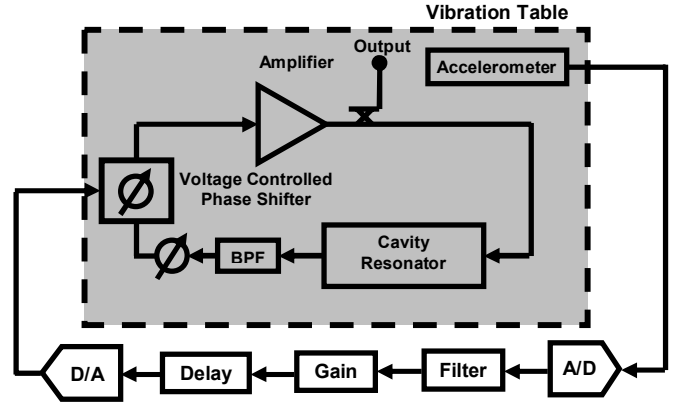 Vibration Table
Output
Amplifier
Accelerometer
Voltage Controlled
Phase Shifter
Cavity
Resonator
BPF
D/A
Delay
Gain
Filter
A/D